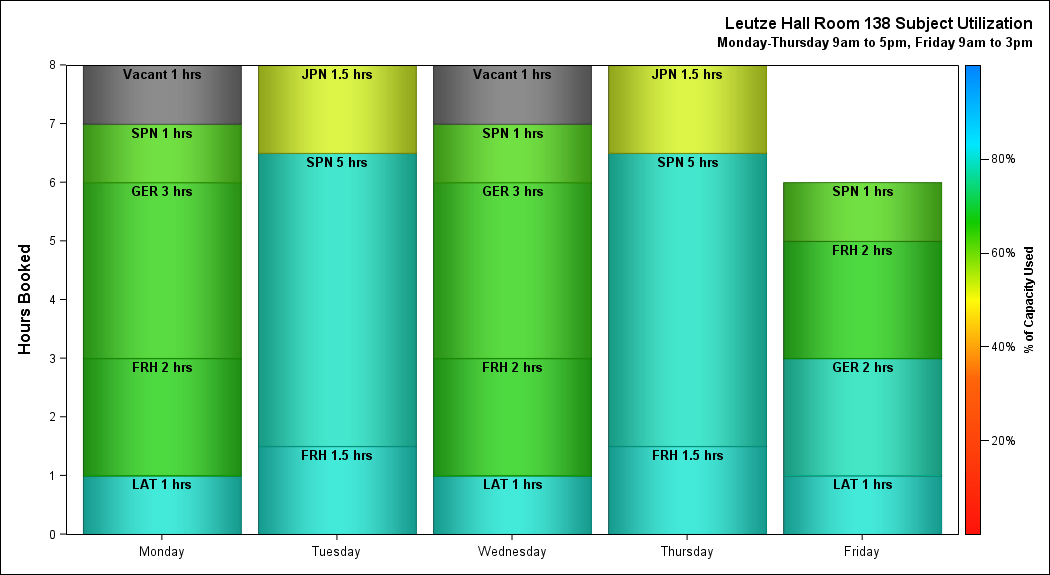 Leutze Hall Room 138 Subject Utilization
Monday-Thursday 9am to 5pm, Friday 9am to 3pm
Hours Booked
8
7
6
5
4
3
2
1
0
Vacant 1 hrs
SPN 1 hrs
GER 3 hrs
FRH 2 hrs
LAT 1 hrs
JPN 1.5 hrs
SPN 5 hrs
FRH 1.5 hrs
Vacant 1 hrs
SPN 1 hrs
GER 3 hrs
FRH 2 hrs
LAT 1 hrs
JPN 1.5 hrs
SPN 5 hrs
FRH 1.5 hrs
SPN 1 hrs
FRH 2 hrs
GER 2 hrs
LAT 1 hrs
Monday
Tuesday
Wednesday
Thursday
Friday
80%
60%
40%
20%
% of Capacity Used